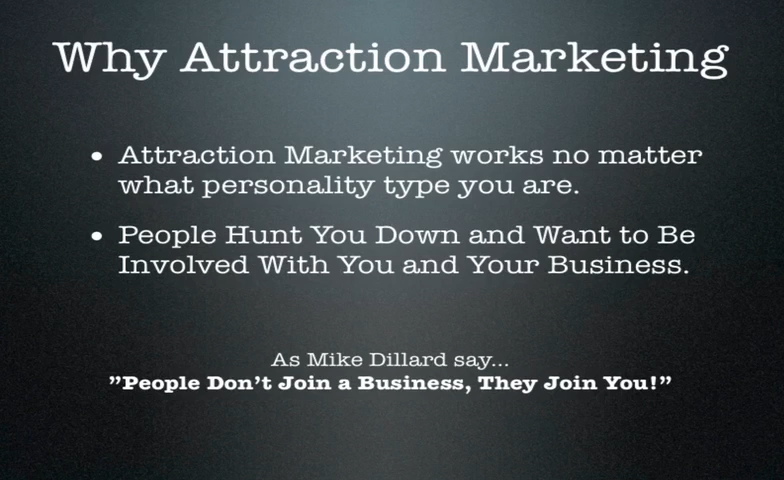 Why Attraction Marketing
• Attraction Marketing works no matter
what personality type you are.
• People Hunt You Down and Want to Be
Involved With You and Your Business.
As Mike Dillard say...
”People Don’t Join a Business, They Join You!”